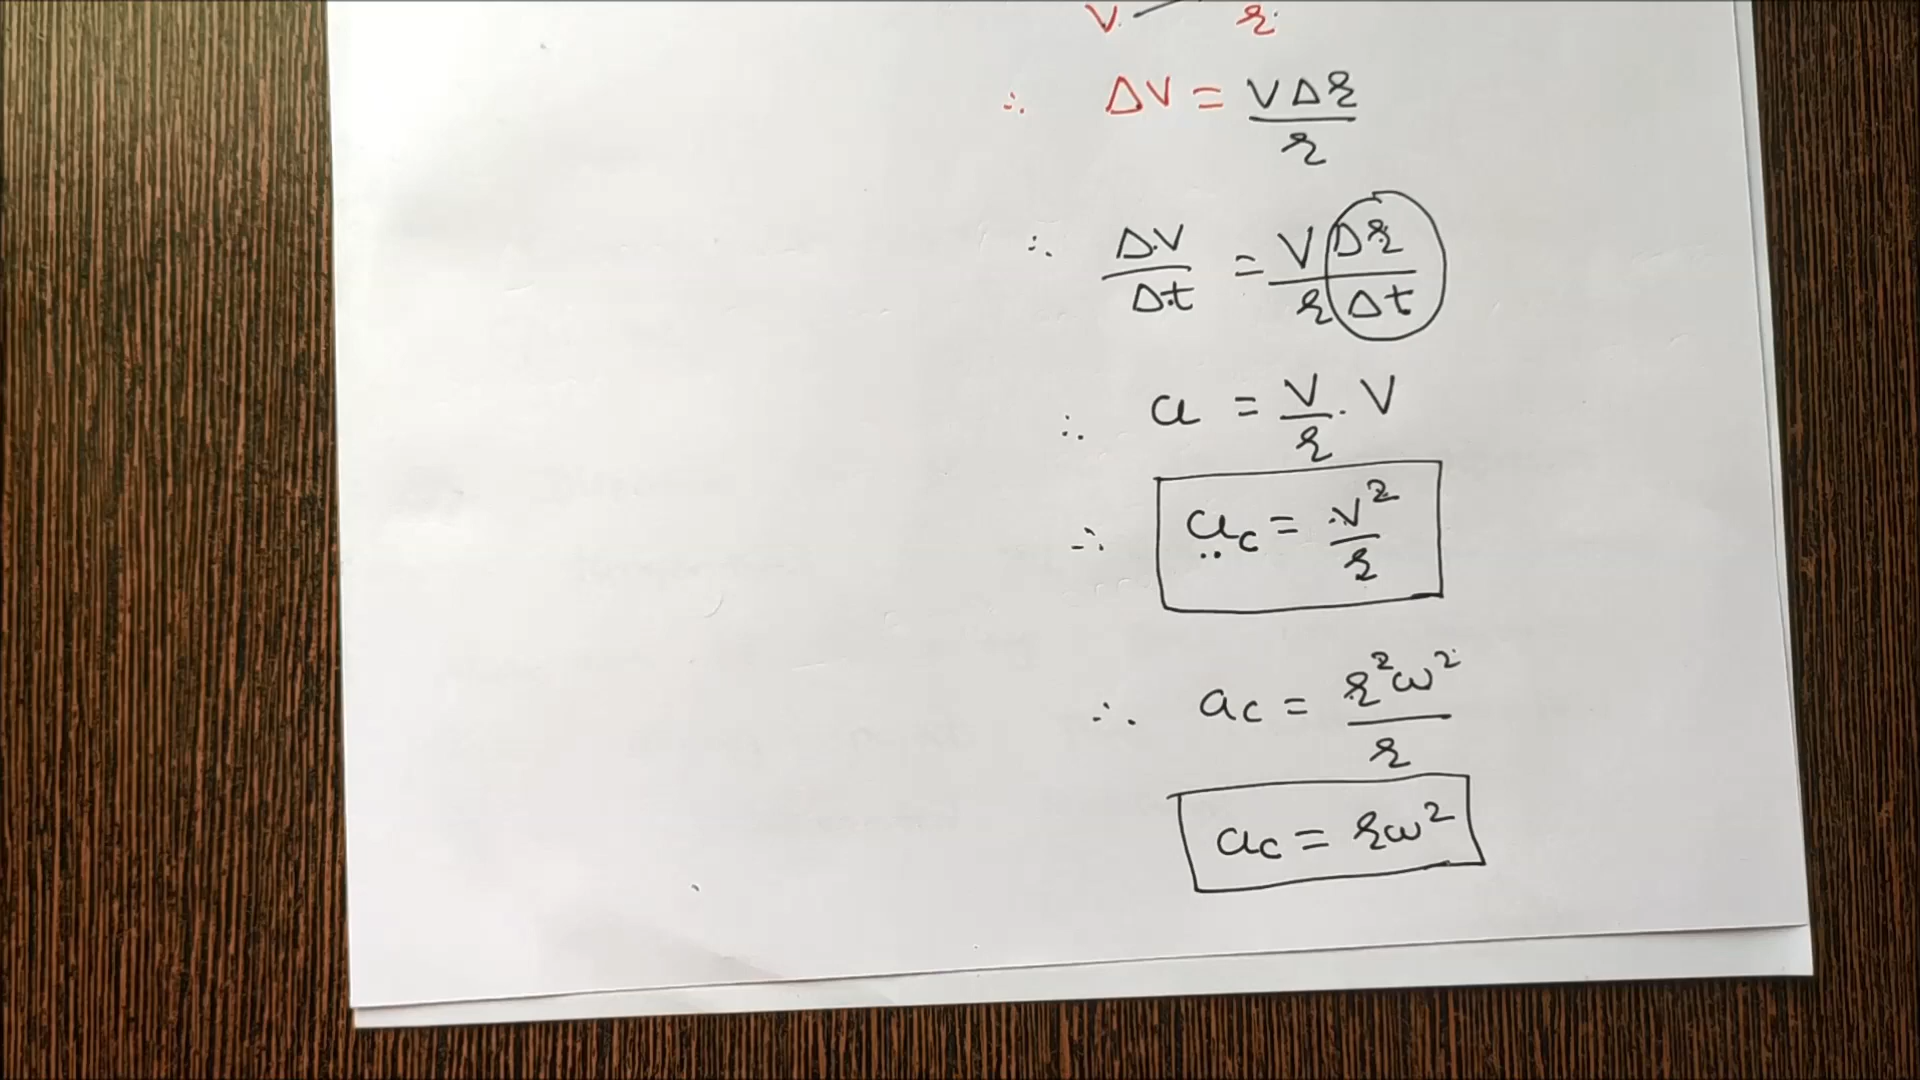 V r
∴ ΔV = VΔr / r
∴ ΔV / Δt = V Δr / r Δt
∴ a = V / r . V
∴ ac = v² / r
∴ ac = r²ω² / r
ac = rω²